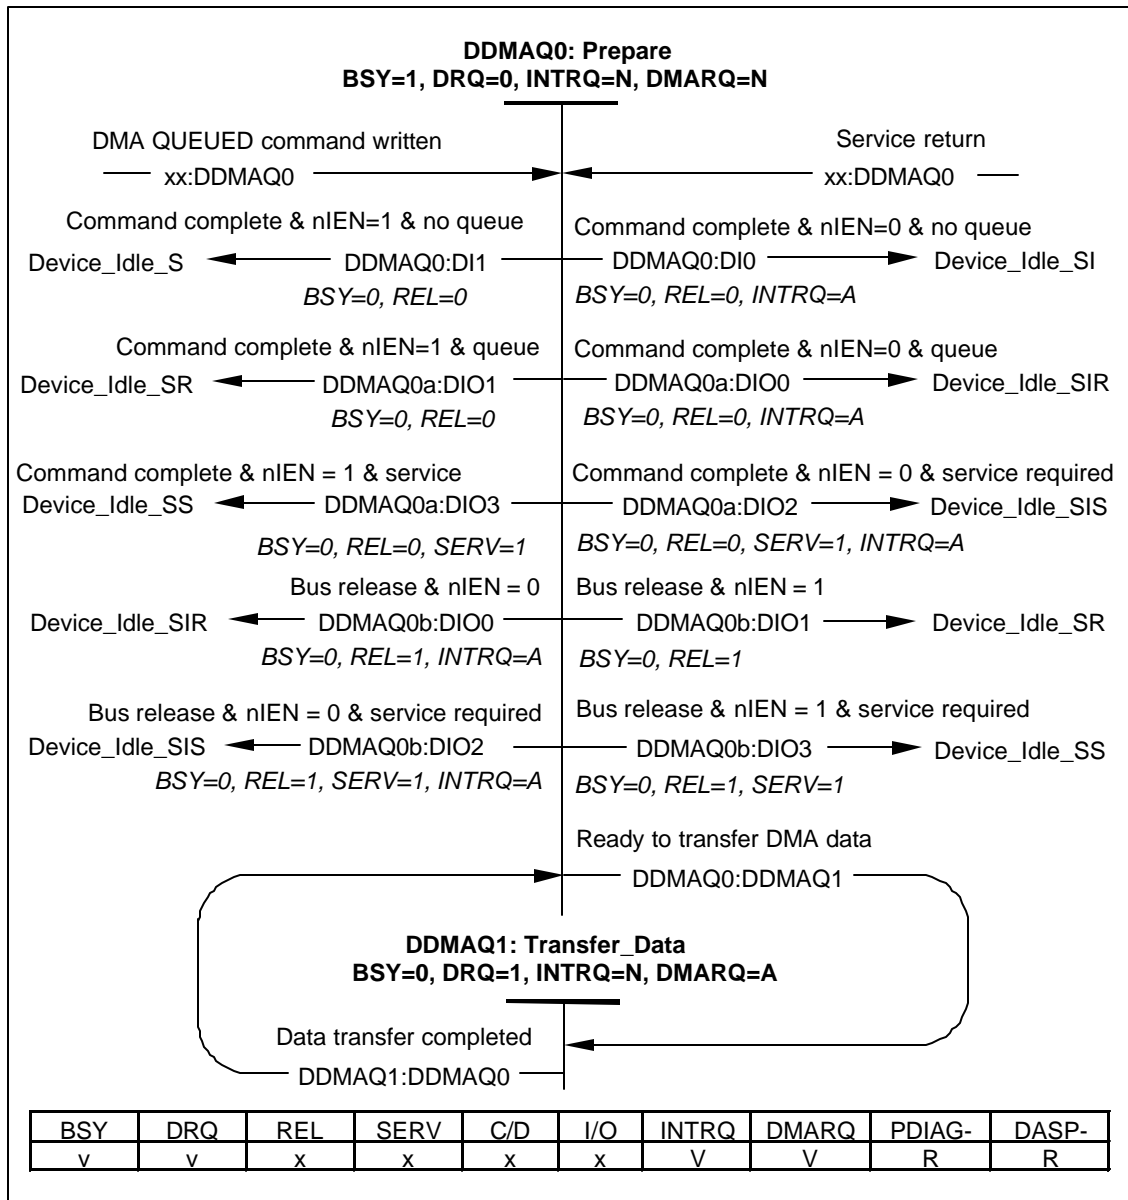 DDMAQ0: Prepare
BSY=1, DRQ=0, INTRQ=N, DMARQ=N
DMA QUEUED command written
xx:DDMAQ0
Service return
xx:DDMAQ0
Command complete & nIEN=1 & no queue
Device_Idle_S DDMAQ0:DI1
BSY=0, REL=0
Command complete & nIEN=0 & no queue
DDMAQ0:DI0 Device_Idle_SI
BSY=0, REL=0, INTRQ=A
Command complete & nIEN=1 & queue
Device_Idle_SR DDMAQ0a:DIO1
BSY=0, REL=0
Command complete & nIEN=0 & queue
DDMAQ0a:DIO0 Device_Idle_SIR
BSY=0, REL=0, INTRQ=A
Command complete & nIEN = 1 & service
Device_Idle_SS DDMAQ0a:DIO3
BSY=0, REL=0, SERV=1
Command complete & nIEN = 0 & service required
DDMAQ0a:DIO2 Device_Idle_SIS
BSY=0, REL=0, SERV=1, INTRQ=A
Bus release & nIEN = 0
Device_Idle_SIR DDMAQ0b:DIO0
BSY=0, REL=1, INTRQ=A
Bus release & nIEN = 1
DDMAQ0b:DIO1 Device_Idle_SR
BSY=0, REL=1
Bus release & nIEN = 0 & service required
Device_Idle_SIS DDMAQ0b:DIO2
BSY=0, REL=1, SERV=1, INTRQ=A
Bus release & nIEN = 1 & service required
DDMAQ0b:DIO3 Device_Idle_SS
BSY=0, REL=1, SERV=1
Ready to transfer DMA data
DDMAQ0:DDMAQ1
DDMAQ1: Transfer_Data
BSY=0, DRQ=1, INTRQ=N, DMARQ=A
Data transfer completed
DDMAQ1:DDMAQ0
BSY DRQ REL SERV C/D I/O INTRQ DMARQ PDIAG- DASP-
v v x x x x V V R R